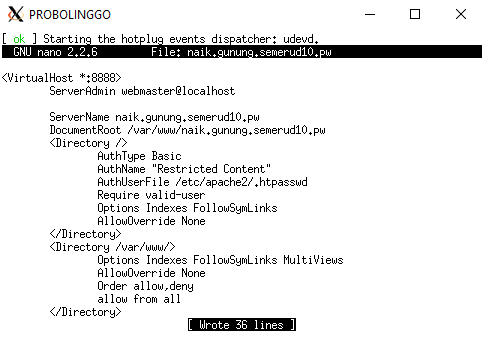 PROBOLINGGO
[ ok ] Starting the hotplug events dispatcher: udevd.
GNU nano 2.2.6 File: naik.gunung.semerud10.pw
<VirtualHost *:8888>
ServerAdmin webmaster@localhost
ServerName naik.gunung.semerud10.pw
DocumentRoot /var/www/naik.gunung.semerud10.pw
<Directory />
AuthType Basic
AuthName "Restricted Content"
AuthUserFile /etc/apache2/.htpasswd
Require valid-user
Options Indexes FollowSymLinks
AllowOverride None
</Directory>
<Directory /var/www/>
Options Indexes FollowSymLinks MultiViews
AllowOverride None
Order allow,deny
allow from all
</Directory>
[ Wrote 36 lines ]